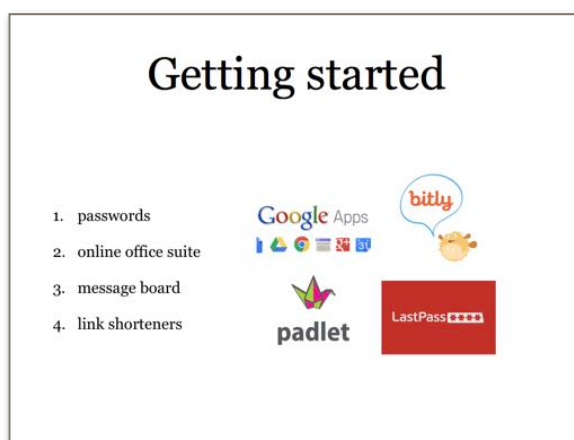 Getting started
1. passwords
2. online office suite
3. message board
4. link shorteners
Google Apps
31
bitly
padlet
LastPass ****